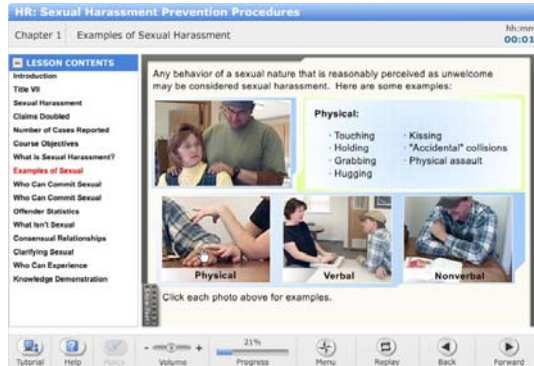 HR: Sexual Harassment Prevention Procedures
Chapter 1 Examples of Sexual Harassment
hh:mm
00:01
LESSON CONTENTS
Introduction
Title VII
Sexual Harassment
Claims Doubled
Number of Cases Reported
Course Objectives
What is Sexual Harassment?
Examples of Sexual
Who Can Commit Sexual
Who Can Commit Sexual
Offender Statistics
What Isn't Sexual
Consensual Relationships
Clarifying Sexual
Who Can Experience
Knowledge Demonstration
Any behavior of a sexual nature that is reasonably perceived as unwelcome
may be considered sexual harassment. Here are some examples:
Physical:
· Touching
· Holding
· Grabbing
· Hugging
· Kissing
· "Accidental" collisions
· Physical assault
Physical
Verbal
Nonverbal
Click each photo above for examples.
Tutorial
Help
Policy
- +
Volume
21%
Progress
Menu
Replay
Back
Forward